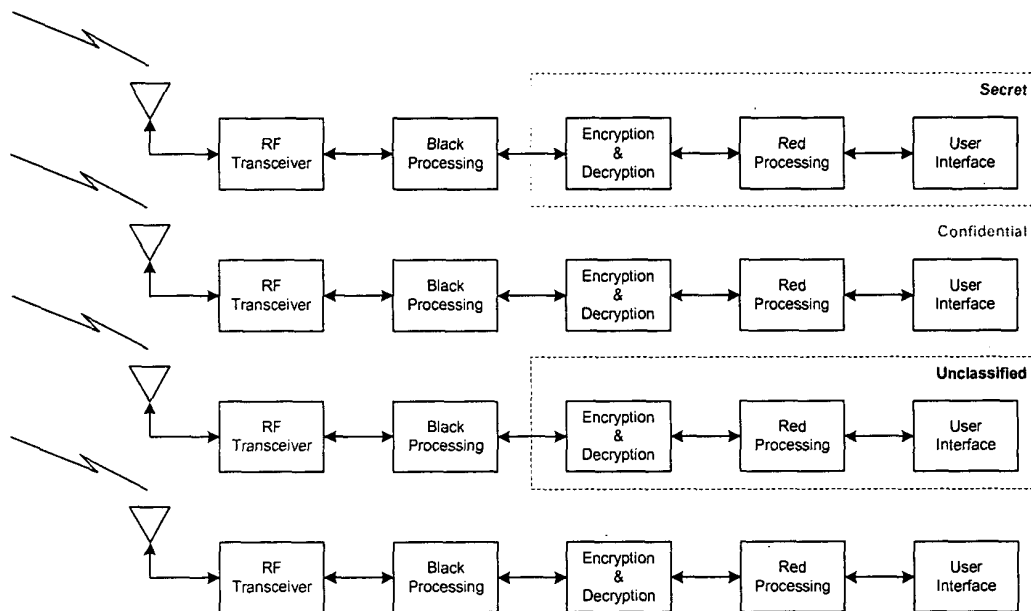 Secret
RF
Transceiver
Black
Processing
Encryption
&
Decryption
Red
Processing
User
Interface
Confidential
RF
Transceiver
Black
Processing
Encryption
&
Decryption
Red
Processing
User
Interface
Unclassified
RF
Transceiver
Black
Processing
Encryption
&
Decryption
Red
Processing
User
Interface
RF
Transceiver
Black
Processing
Encryption
&
Decryption
Red
Processing
User
Interface